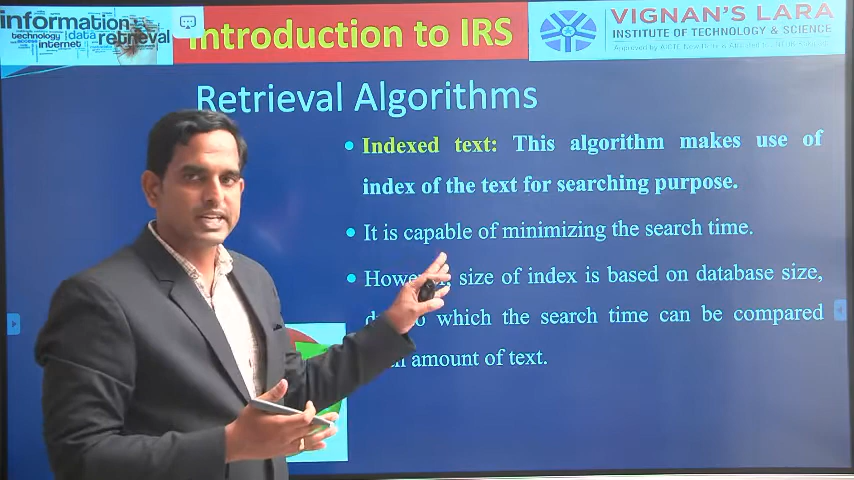 information
technology data
internet retrieval
Introduction to IRS
VIGNAN'S LARA
INSTITUTE OF TECHNOLOGY & SCIENCE
Retrieval Algorithms
Indexed text: This algorithm makes use of
index of the text for searching purpose.
It is capable of minimizing the search time.
However, size of index is based on database size,
which the search time can be compared
amount of text.